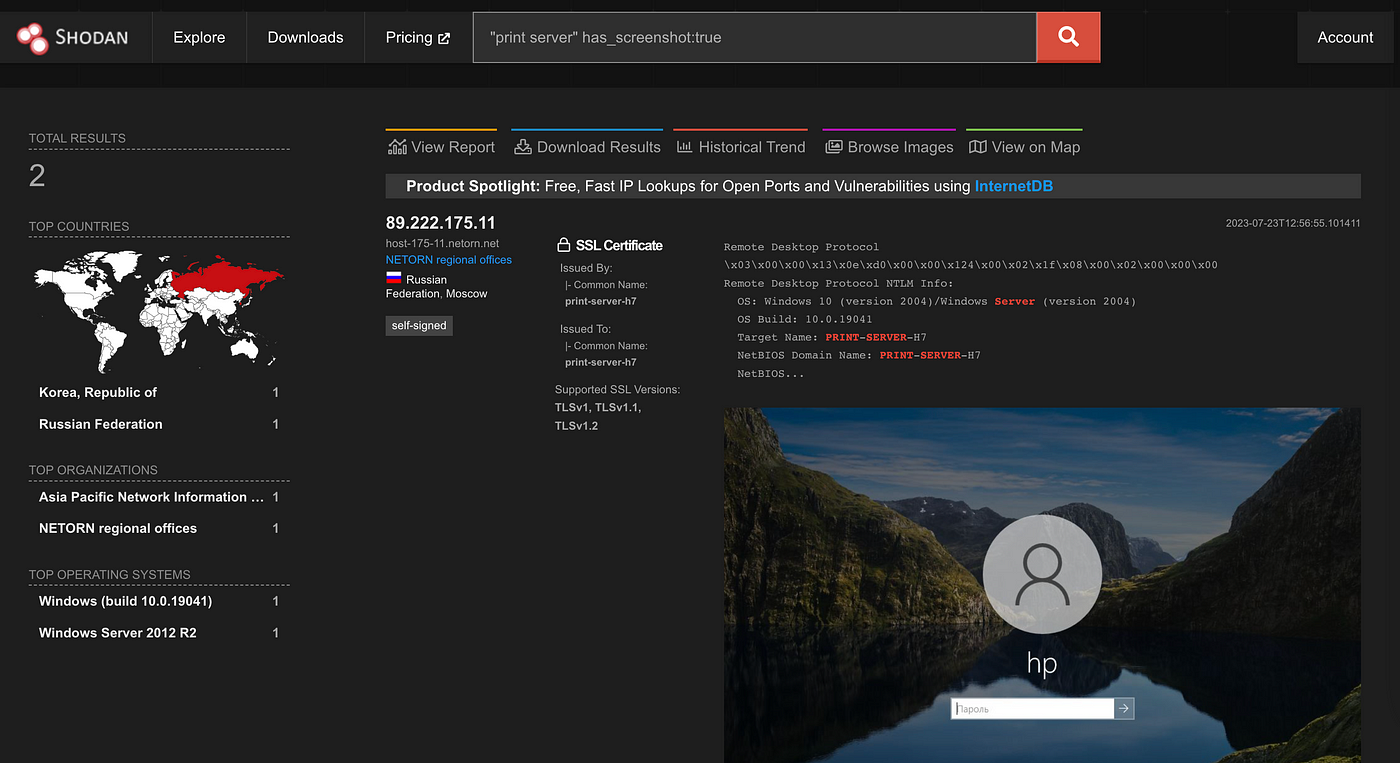 SHODAN
Explore
Downloads
Pricing
"print server" has_screenshot:true
Account
TOTAL RESULTS
2
TOP COUNTRIES
Korea, Republic of 1
Russian Federation 1
TOP ORGANIZATIONS
Asia Pacific Network Information … 1
NETORN regional offices 1
TOP OPERATING SYSTEMS
Windows (build 10.0.19041) 1
Windows Server 2012 R2 1
View Report
Download Results
Historical Trend
Browse Images
View on Map
Product Spotlight: Free, Fast IP Lookups for Open Ports and Vulnerabilities using InternetDB
89.222.175.11
2023-07-23T12:56:55.101411
host-175-11.netorn.net
NETORN regional offices
Russian
Federation, Moscow
self-signed
SSL Certificate
Issued By:
|- Common Name:
print-server-h7
Issued To:
|- Common Name:
print-server-h7
Supported SSL Versions:
TLSv1, TLSv1.1,
TLSv1.2
Remote Desktop Protocol
\x03\x00\x00\x13\x0e\xd0\x00\x00\x124\x00\x02\x1f\x08\x00\x02\x00\x00\x00
Remote Desktop Protocol NTLM Info:
OS: Windows 10 (version 2004)/Windows Server (version 2004)
OS Build: 10.0.19041
Target Name: PRINT-SERVER-H7
NetBIOS Domain Name: PRINT-SERVER-H7
NetBIOS...
hp
Пароль